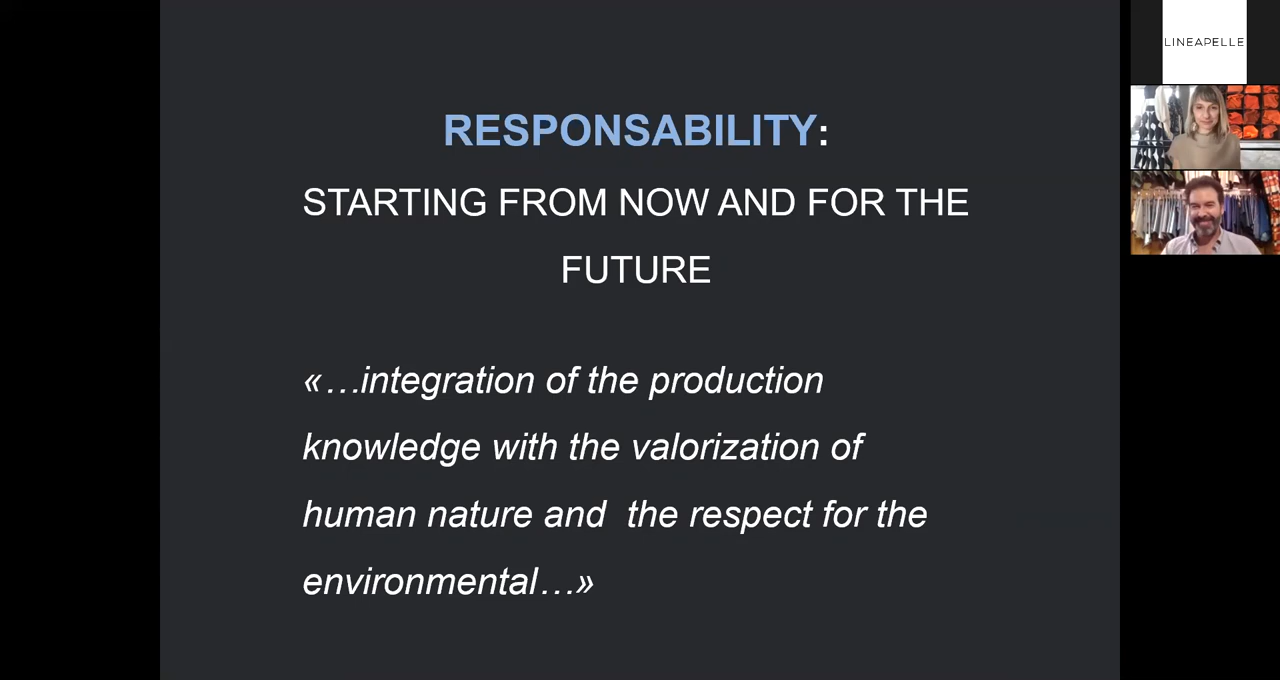 RESPONSABILITY:
STARTING FROM NOW AND FOR THE
FUTURE
«…integration of the production
knowledge with the valorization of
human nature and  the respect for the
environmental…»
LINEAPELLE